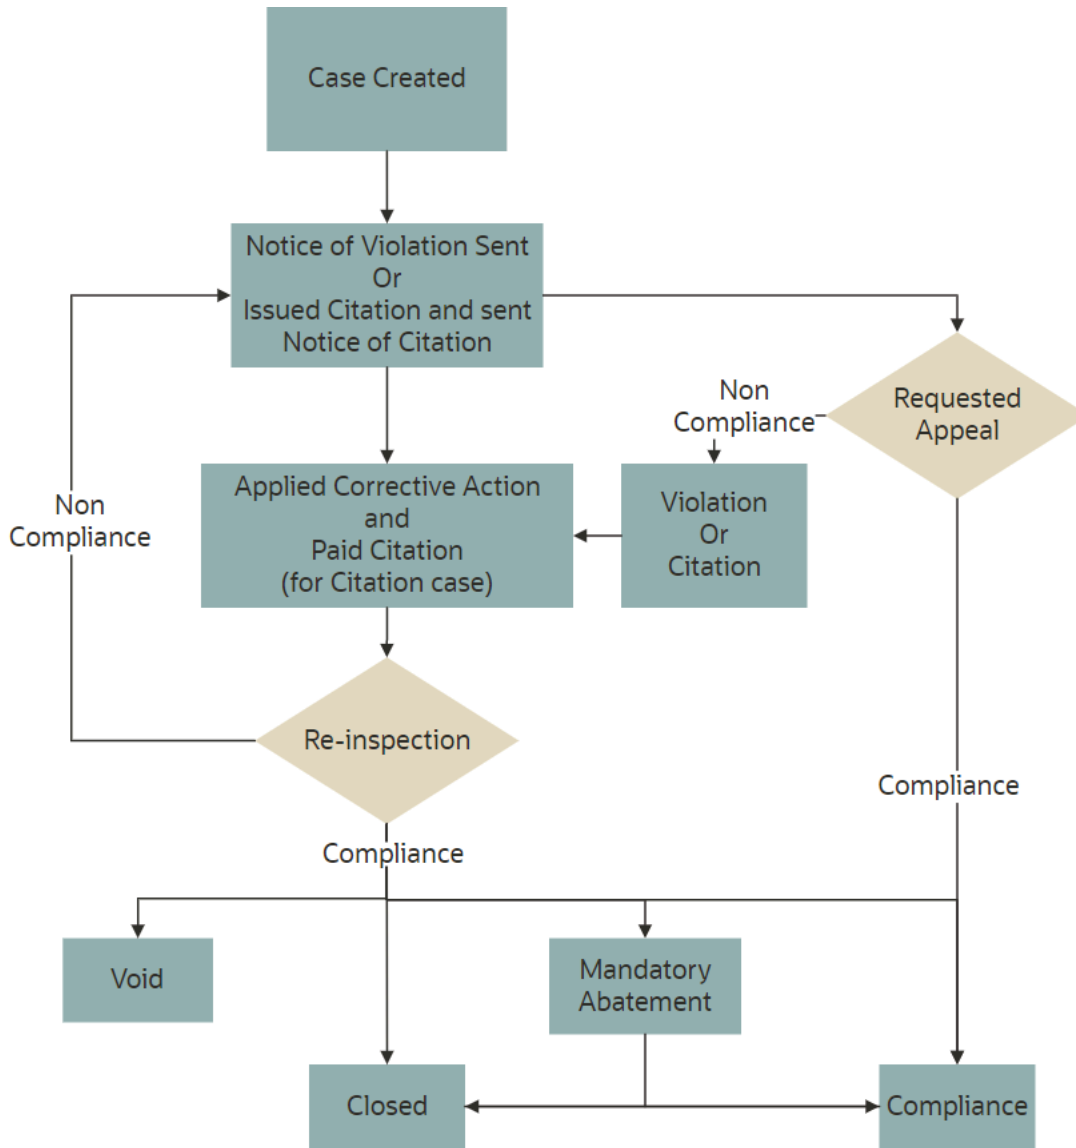 Case Created
Notice of Violation Sent
Or
Issued Citation and sent
Notice of Citation
Requested
Appeal
Non
Compliance
Applied Corrective Action
and
Paid Citation
(for Citation case)
Violation
Or
Citation
Non
Compliance
Re-inspection
Compliance
Compliance
Void
Mandatory
Abatement
Closed
Compliance